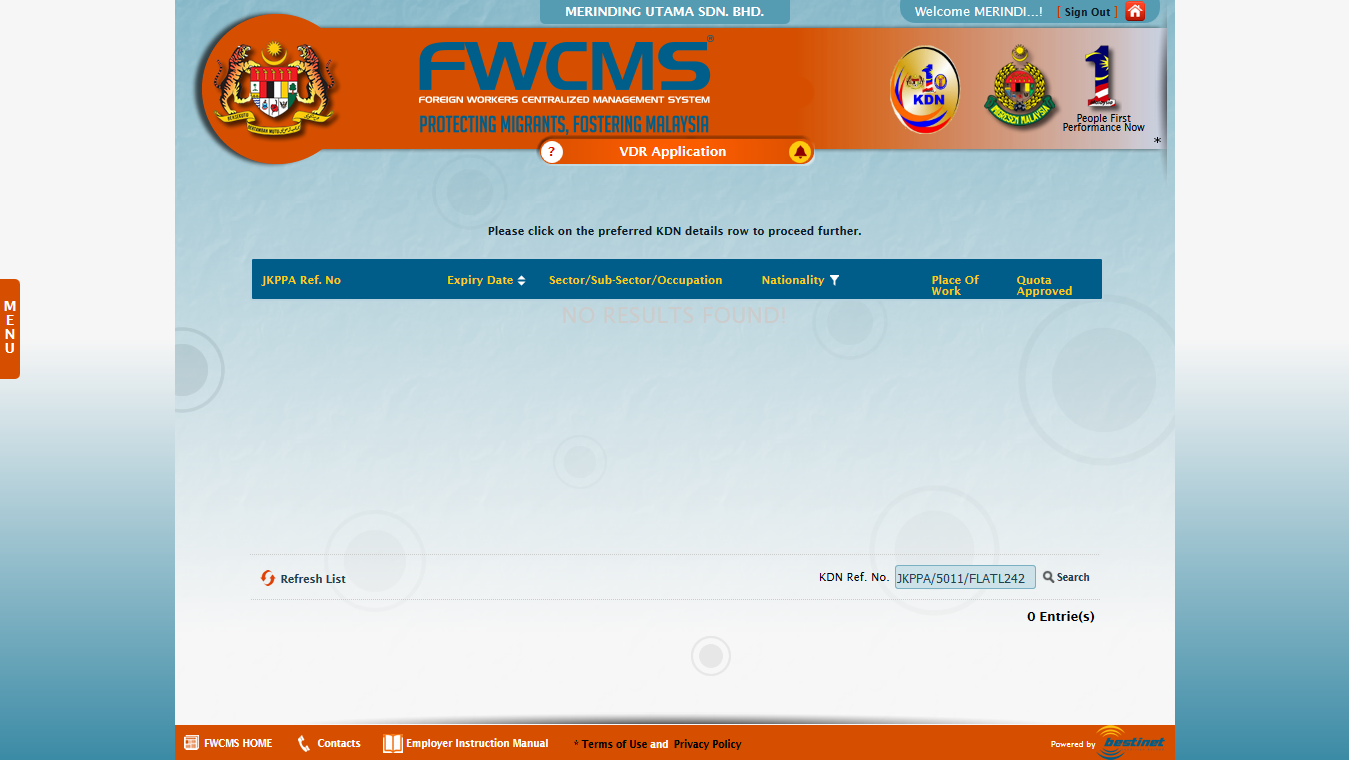 MERINDING UTAMA SDN. BHD.
Welcome MERINDI...! [ Sign Out ]
FWCMS®
FOREIGN WORKERS CENTRALIZED MANAGEMENT SYSTEM
PROTECTING MIGRANTS, FOSTERING MALAYSIA
KDN
IMIGRESEN MALAYSIA
1
People First
Performance Now
*
? VDR Application
Please click on the preferred KDN details row to proceed further.
JKPPA Ref. No Expiry Date Sector/Sub-Sector/Occupation Nationality Place Of Work Quota Approved
NO RESULTS FOUND!
MENU
Refresh List KDN Ref. No. JKPPA/5011/FLATL242 Search
0 Entrie(s)
FWCMS HOME Contacts Employer Instruction Manual * Terms of Use and Privacy Policy Powered by bestinet